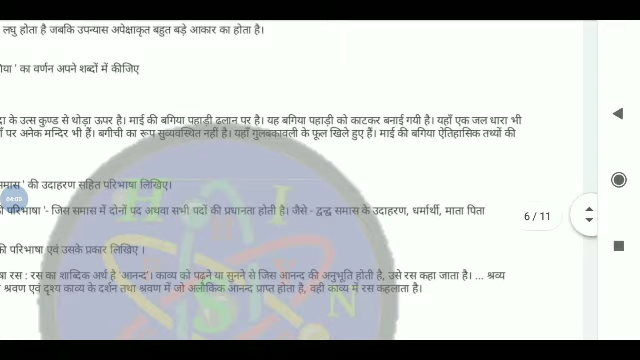 लघु होता है जबकि उपन्यास अपेक्षाकृत बहुत बड़े आकार का होता है।
' का वर्णन अपने शब्दों में कीजिए
के उत्स कुण्ड से थोड़ा ऊपर है। माई की बगिया पहाड़ी ढलान पर है। यह बगिया पहाड़ी को काटकर बनाई गयी है। यहाँ एक जल धारा भी
पर अनेक मन्दिर भी हैं। बगीची का रूप सुव्यवस्थित नहीं है। यहाँ गुलबकावली के फूल खिले हुए हैं। माई की बगिया ऐतिहासिक तथ्यों की
समास ' की उदाहरण सहित परिभाषा लिखिए।
परिभाषा '- जिस समास में दोनों पद अथवा सभी पदों की प्रधानता होती है। जैसे - द्वन्द्व समास के उदाहरण, धर्मार्थी, माता पिता
6 / 11
की परिभाषा एवं उसके प्रकार लिखिए ।
रस : रस का शाब्दिक अर्थ है 'आनन्द'। काव्य को पढ़ने या सुनने से जिस आनन्द की अनुभूति होती है, उसे रस कहा जाता है। ... श्रव्य
श्रवण एवं दृश्य काव्य के दर्शन तथा श्रवण में जो अलौकिक आनन्द प्राप्त होता है, वही काव्य में रस कहलाता है।